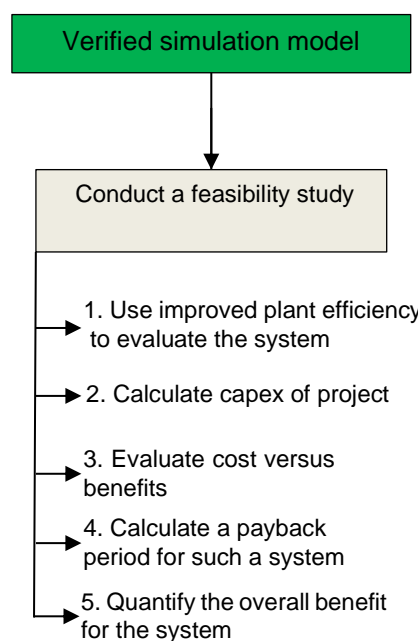 Verified simulation model
Conduct a feasibility study
1. Use improved plant efficiency
to evaluate the system
2. Calculate capex of project
3. Evaluate cost versus
benefits
4. Calculate a payback
period for such a system
5. Quantify the overall benefit
for the system